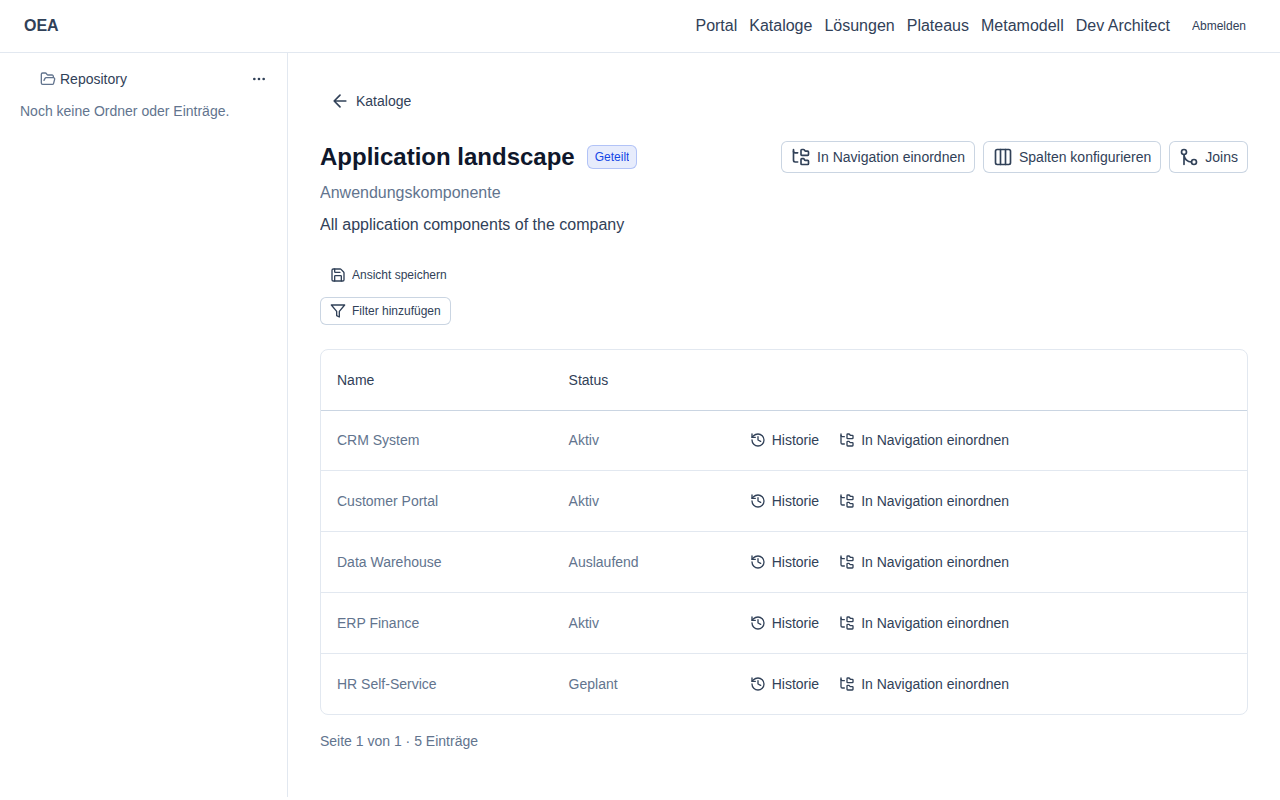 OEA
Portal Kataloge Lösungen Plateaus Metamodell Dev Architect Abmelden
Repository
Noch keine Ordner oder Einträge.
Kataloge
Application landscape Geteilt
In Navigation einordnen Spalten konfigurieren Joins
Anwendungskomponente
All application components of the company
Ansicht speichern
Filter hinzufügen
Name Status
CRM System Aktiv Historie In Navigation einordnen
Customer Portal Aktiv Historie In Navigation einordnen
Data Warehouse Auslaufend Historie In Navigation einordnen
ERP Finance Aktiv Historie In Navigation einordnen
HR Self-Service Geplant Historie In Navigation einordnen
Seite 1 von 1 · 5 Einträge